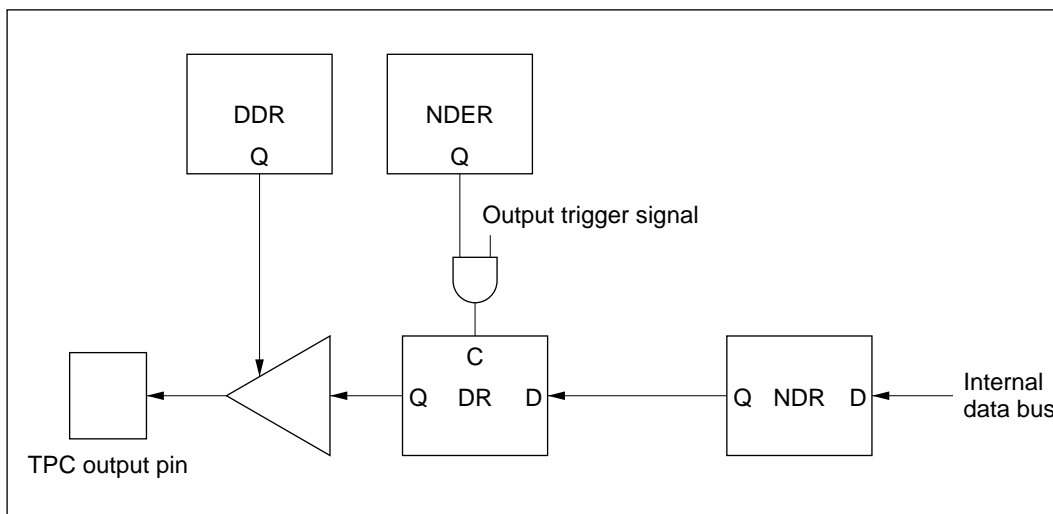 DDR
Q
NDER
Q
Output trigger signal
C
Q DR D
Q NDR D
Internal
data bus
TPC output pin